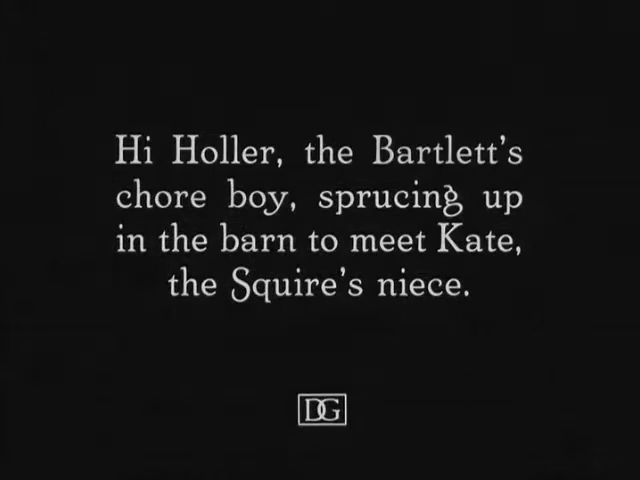 Hi Holler, the Bartlett's
chore boy, sprucing up
in the barn to meet Kate,
the Squire's niece.
DG